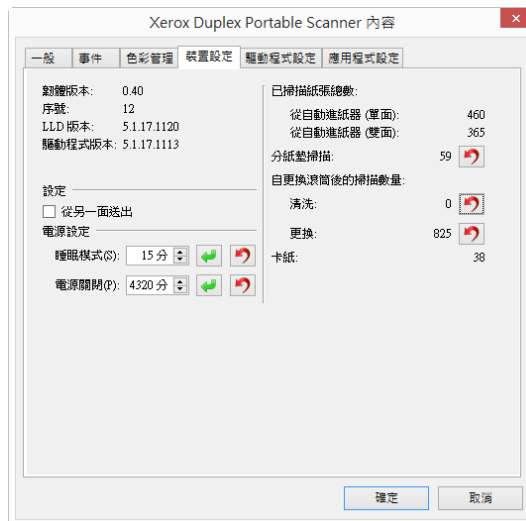 Xerox Duplex Portable Scanner 內容
一般 事件 色彩管理 裝置設定 驅動程式設定 應用程式設定
韌體版本: 0.40
序號: 12
LLD 版本: 5.1.17.1120
驅動程式版本: 5.1.17.1113
設定
從另一面送出
電源設定
睡眠模式(S): 15 分
電源關閉(P): 4320 分
已掃描紙張總數:
從自動進紙器 (單面): 460
從自動進紙器 (雙面): 365
分紙墊掃描: 59
自更換滾筒後的掃描數量:
清洗: 0
更換: 825
卡紙: 38
確定 取消